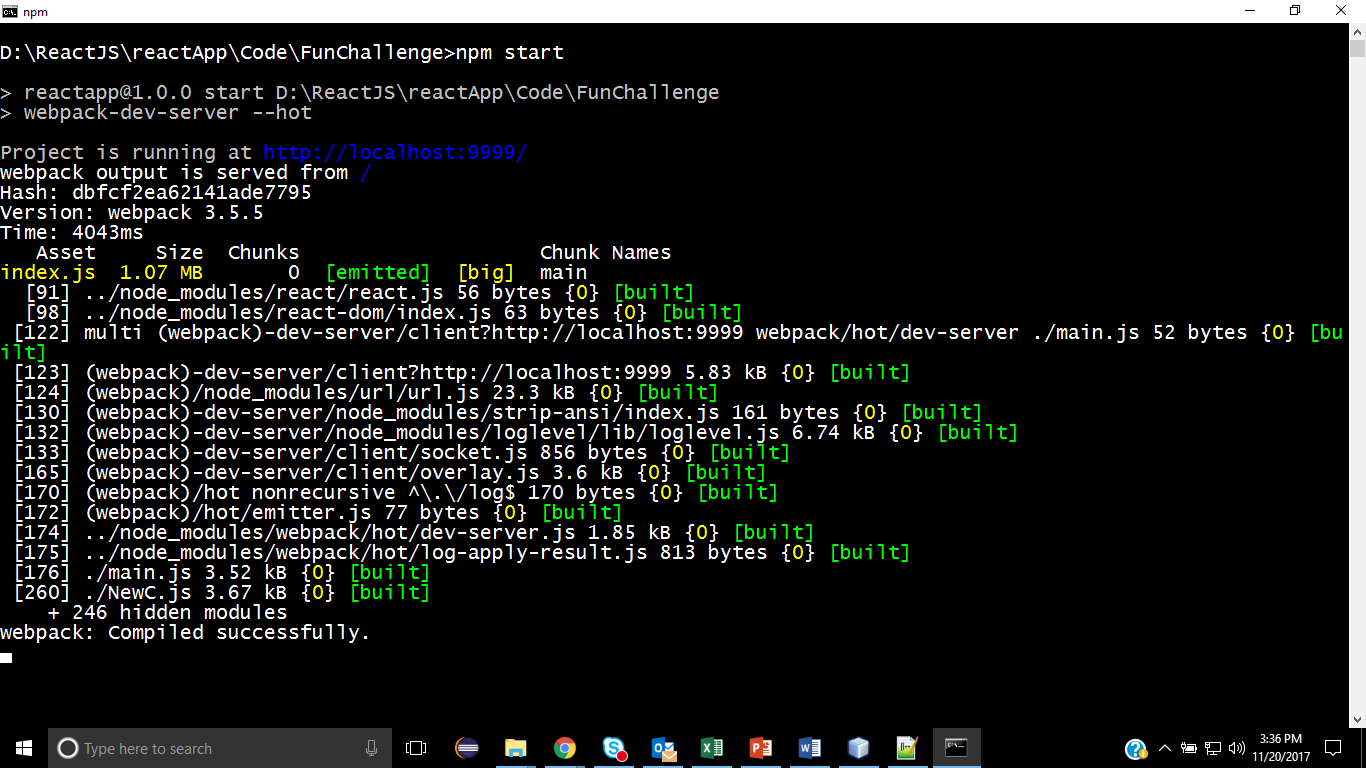 npm
D:\ReactJS\reactApp\Code\FunChallenge>npm start
> reactapp@1.0.0 start D:\ReactJS\reactApp\Code\FunChallenge
> webpack-dev-server --hot
Project is running at http://localhost:9999/
webpack output is served from /
Hash: dbfcf2ea62141ade7795
Version: webpack 3.5.5
Time: 4043ms
   Asset     Size  Chunks                    Chunk Names
index.js  1.07 MB       0  [emitted]  [big]  main
  [91] ../node_modules/react/react.js 56 bytes {0} [built]
  [98] ../node_modules/react-dom/index.js 63 bytes {0} [built]
 [122] multi (webpack)-dev-server/client?http://localhost:9999 webpack/hot/dev-server ./main.js 52 bytes {0} [bu
ilt]
 [123] (webpack)-dev-server/client?http://localhost:9999 5.83 kB {0} [built]
 [124] (webpack)/node_modules/url/url.js 23.3 kB {0} [built]
 [130] (webpack)-dev-server/node_modules/strip-ansi/index.js 161 bytes {0} [built]
 [132] (webpack)-dev-server/node_modules/loglevel/lib/loglevel.js 6.74 kB {0} [built]
 [133] (webpack)-dev-server/client/socket.js 856 bytes {0} [built]
 [165] (webpack)-dev-server/client/overlay.js 3.6 kB {0} [built]
 [170] (webpack)/hot nonrecursive ^\.\/log$ 170 bytes {0} [built]
 [172] (webpack)/hot/emitter.js 77 bytes {0} [built]
 [174] ../node_modules/webpack/hot/dev-server.js 1.85 kB {0} [built]
 [175] ../node_modules/webpack/hot/log-apply-result.js 813 bytes {0} [built]
 [176] ./main.js 3.52 kB {0} [built]
 [260] ./NewC.js 3.67 kB {0} [built]
    + 246 hidden modules
webpack: Compiled successfully.
Type here to search
3:36 PM
11/20/2017